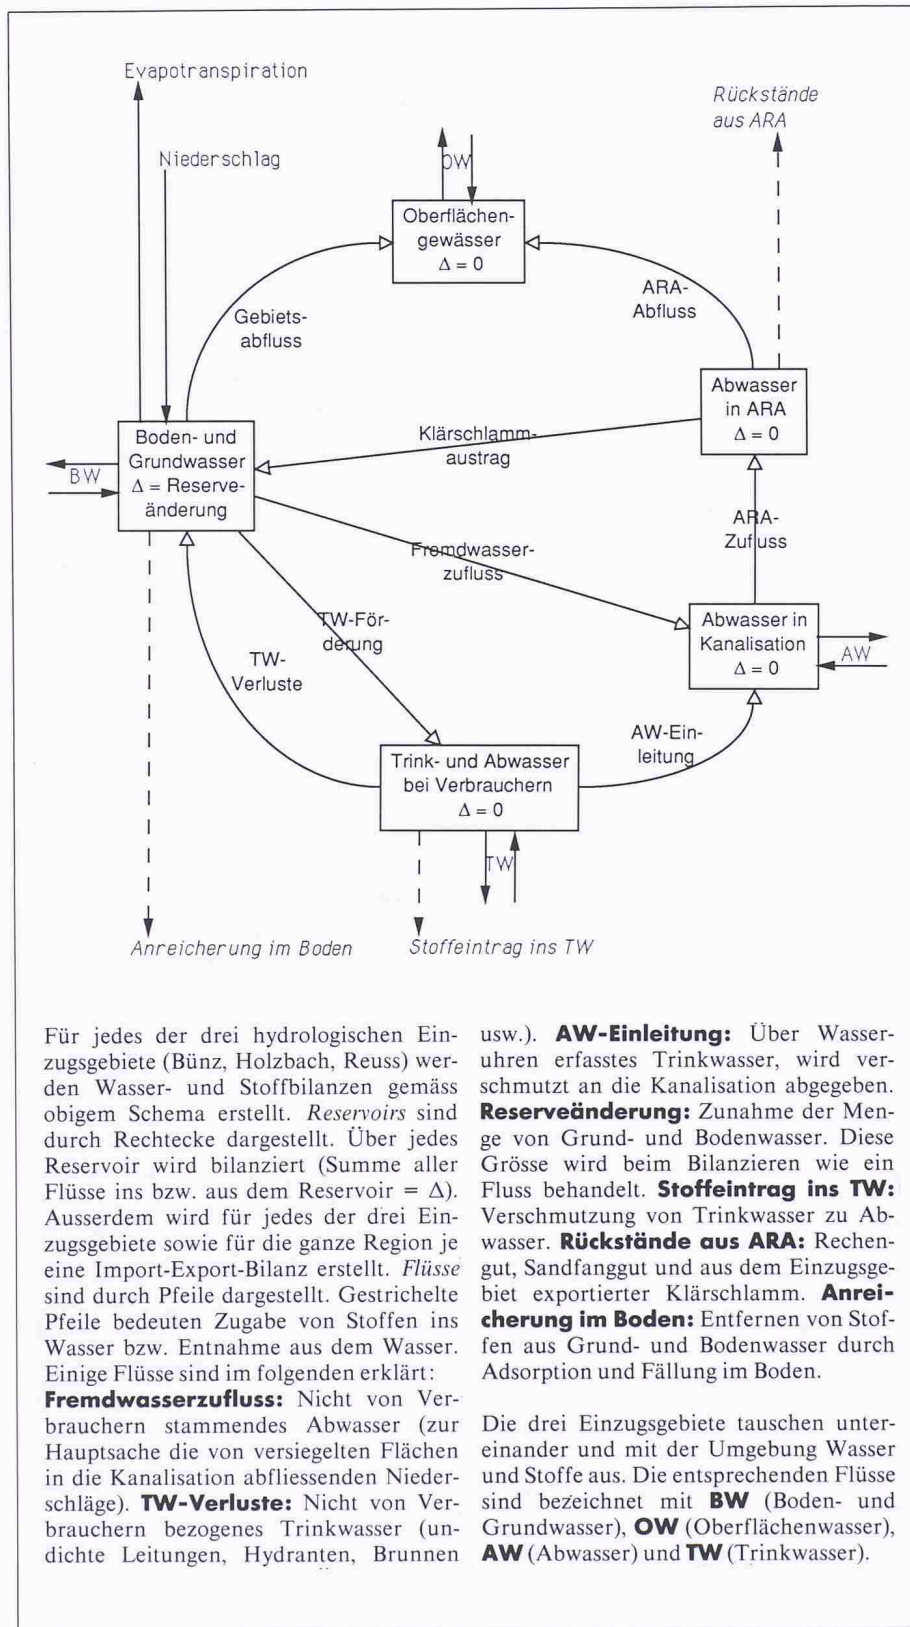 Evapotranspiration
Rückstände
aus ARA
Niederschlag
OW
Oberflächen-
gewässer
Δ = 0
ARA-
Abfluss
Gebiets-
abfluss
Abwasser
in ARA
Δ = 0
Klärschlamm-
austrag
Boden- und
Grundwasser
Δ = Reserve-
änderung
BW
ARA-
Zufluss
Fremdwasser-
zufluss
Abwasser in
Kanalisation
Δ = 0
AW
TW-För-
derung
TW-
Verluste
AW-Ein-
leitung
Trink- und Abwasser
bei Verbrauchern
Δ = 0
TW
Anreicherung im Boden
Stoffeintrag ins TW
Für jedes der drei hydrologischen Ein-
zugsgebiete (Bünz, Holzbach, Reuss) wer-
den Wasser- und Stoffbilanzen gemäss
obigem Schema erstellt. Reservoirs sind
durch Rechtecke dargestellt. Über jedes
Reservoir wird bilanziert (Summe aller
Flüsse ins bzw. aus dem Reservoir = Δ).
Ausserdem wird für jedes der drei Ein-
zugsgebiete sowie für die ganze Region je
eine Import-Export-Bilanz erstellt. Flüsse
sind durch Pfeile dargestellt. Gestrichelte
Pfeile bedeuten Zugabe von Stoffen ins
Wasser bzw. Entnahme aus dem Wasser.
Einige Flüsse sind im folgenden erklärt:
Fremdwasserzufluss: Nicht von Ver-
brauchern stammendes Abwasser (zur
Hauptsache die von versiegelten Flächen
in die Kanalisation abfliessenden Nieder-
schläge). TW-Verluste: Nicht von Ver-
brauchern bezogenes Trinkwasser (un-
dichte Leitungen, Hydranten, Brunnen
usw.). AW-Einleitung: Über Wasser-
uhren erfasstes Trinkwasser, wird ver-
schmutzt an die Kanalisation abgegeben.
Reserveänderung: Zunahme der Men-
ge von Grund- und Bodenwasser. Diese
Grösse wird beim Bilanzieren wie ein
Fluss behandelt. Stoffeintrag ins TW:
Verschmutzung von Trinkwasser zu Ab-
wasser. Rückstände aus ARA: Rechen-
gut, Sandfanggut und aus dem Einzugsge-
biet exportierter Klärschlamm. Anrei-
cherung im Boden: Entfernen von Stof-
fen aus Grund- und Bodenwasser durch
Adsorption und Fällung im Boden.
Die drei Einzugsgebiete tauschen unter-
einander und mit der Umgebung Wasser
und Stoffe aus. Die entsprechenden Flüsse
sind bezeichnet mit BW (Boden- und
Grundwasser), OW (Oberflächenwasser),
AW (Abwasser) und TW (Trinkwasser).